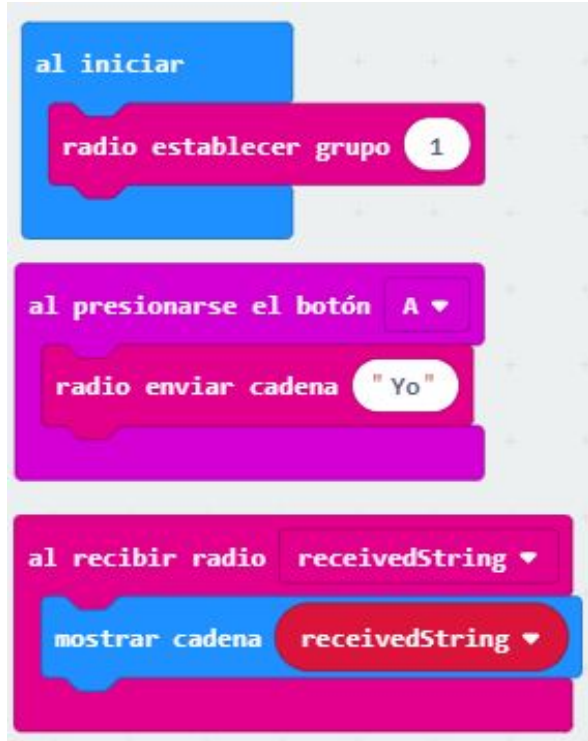 al iniciar
radio establecer grupo 1
al presionarse el botón A
radio enviar cadena "Yo"
al recibir radio receivedString
mostrar cadena receivedString